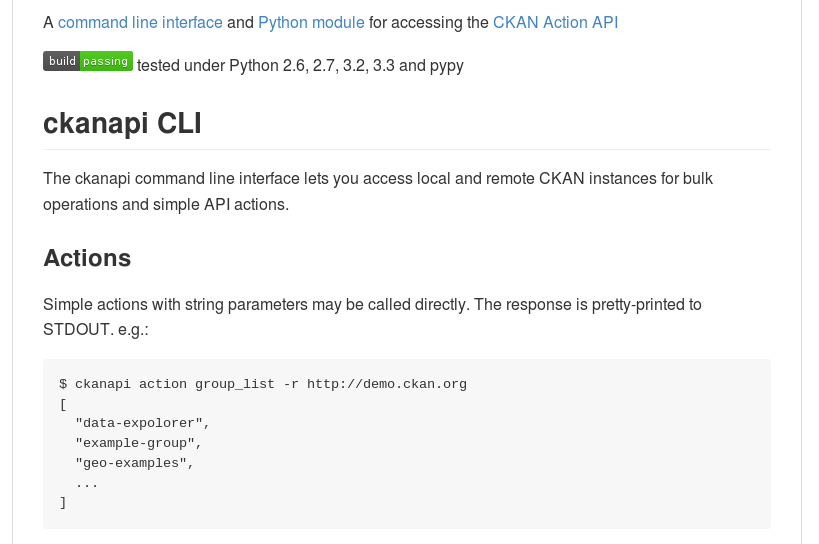 A command line interface and Python module for accessing the CKAN Action API
build passing tested under Python 2.6, 2.7, 3.2, 3.3 and pypy
ckanapi CLI
The ckanapi command line interface lets you access local and remote CKAN instances for bulk
operations and simple API actions.
Actions
Simple actions with string parameters may be called directly. The response is pretty-printed to
STDOUT. e.g.:
$ ckanapi action group_list -r http://demo.ckan.org
[
  "data-expolorer",
  "example-group",
  "geo-examples",
  ...
]